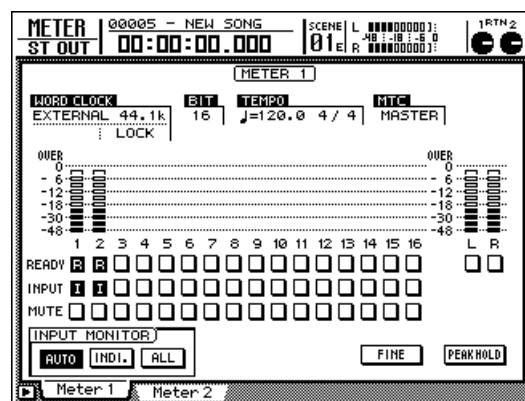 METER
ST OUT
00005 - NEW SONG
00:00:00.000
SCENE
01E
L
R
-48 -18 -6 0
1 RTN 2
METER 1
WORD CLOCK
EXTERNAL 44.1k
LOCK
BIT
16
TEMPO
♩=120.0 4/4
MTC
MASTER
OVER OVER
0 0
- 6 - 6
-12 -12
-18 -18
-30 -30
-48 -48
1 2 3 4 5 6 7 8 9 10 11 12 13 14 15 16 L R
READY R R
INPUT I I
MUTE
INPUT MONITOR
AUTO INDI. ALL
FINE PEAKHOLD
Meter 1 Meter 2